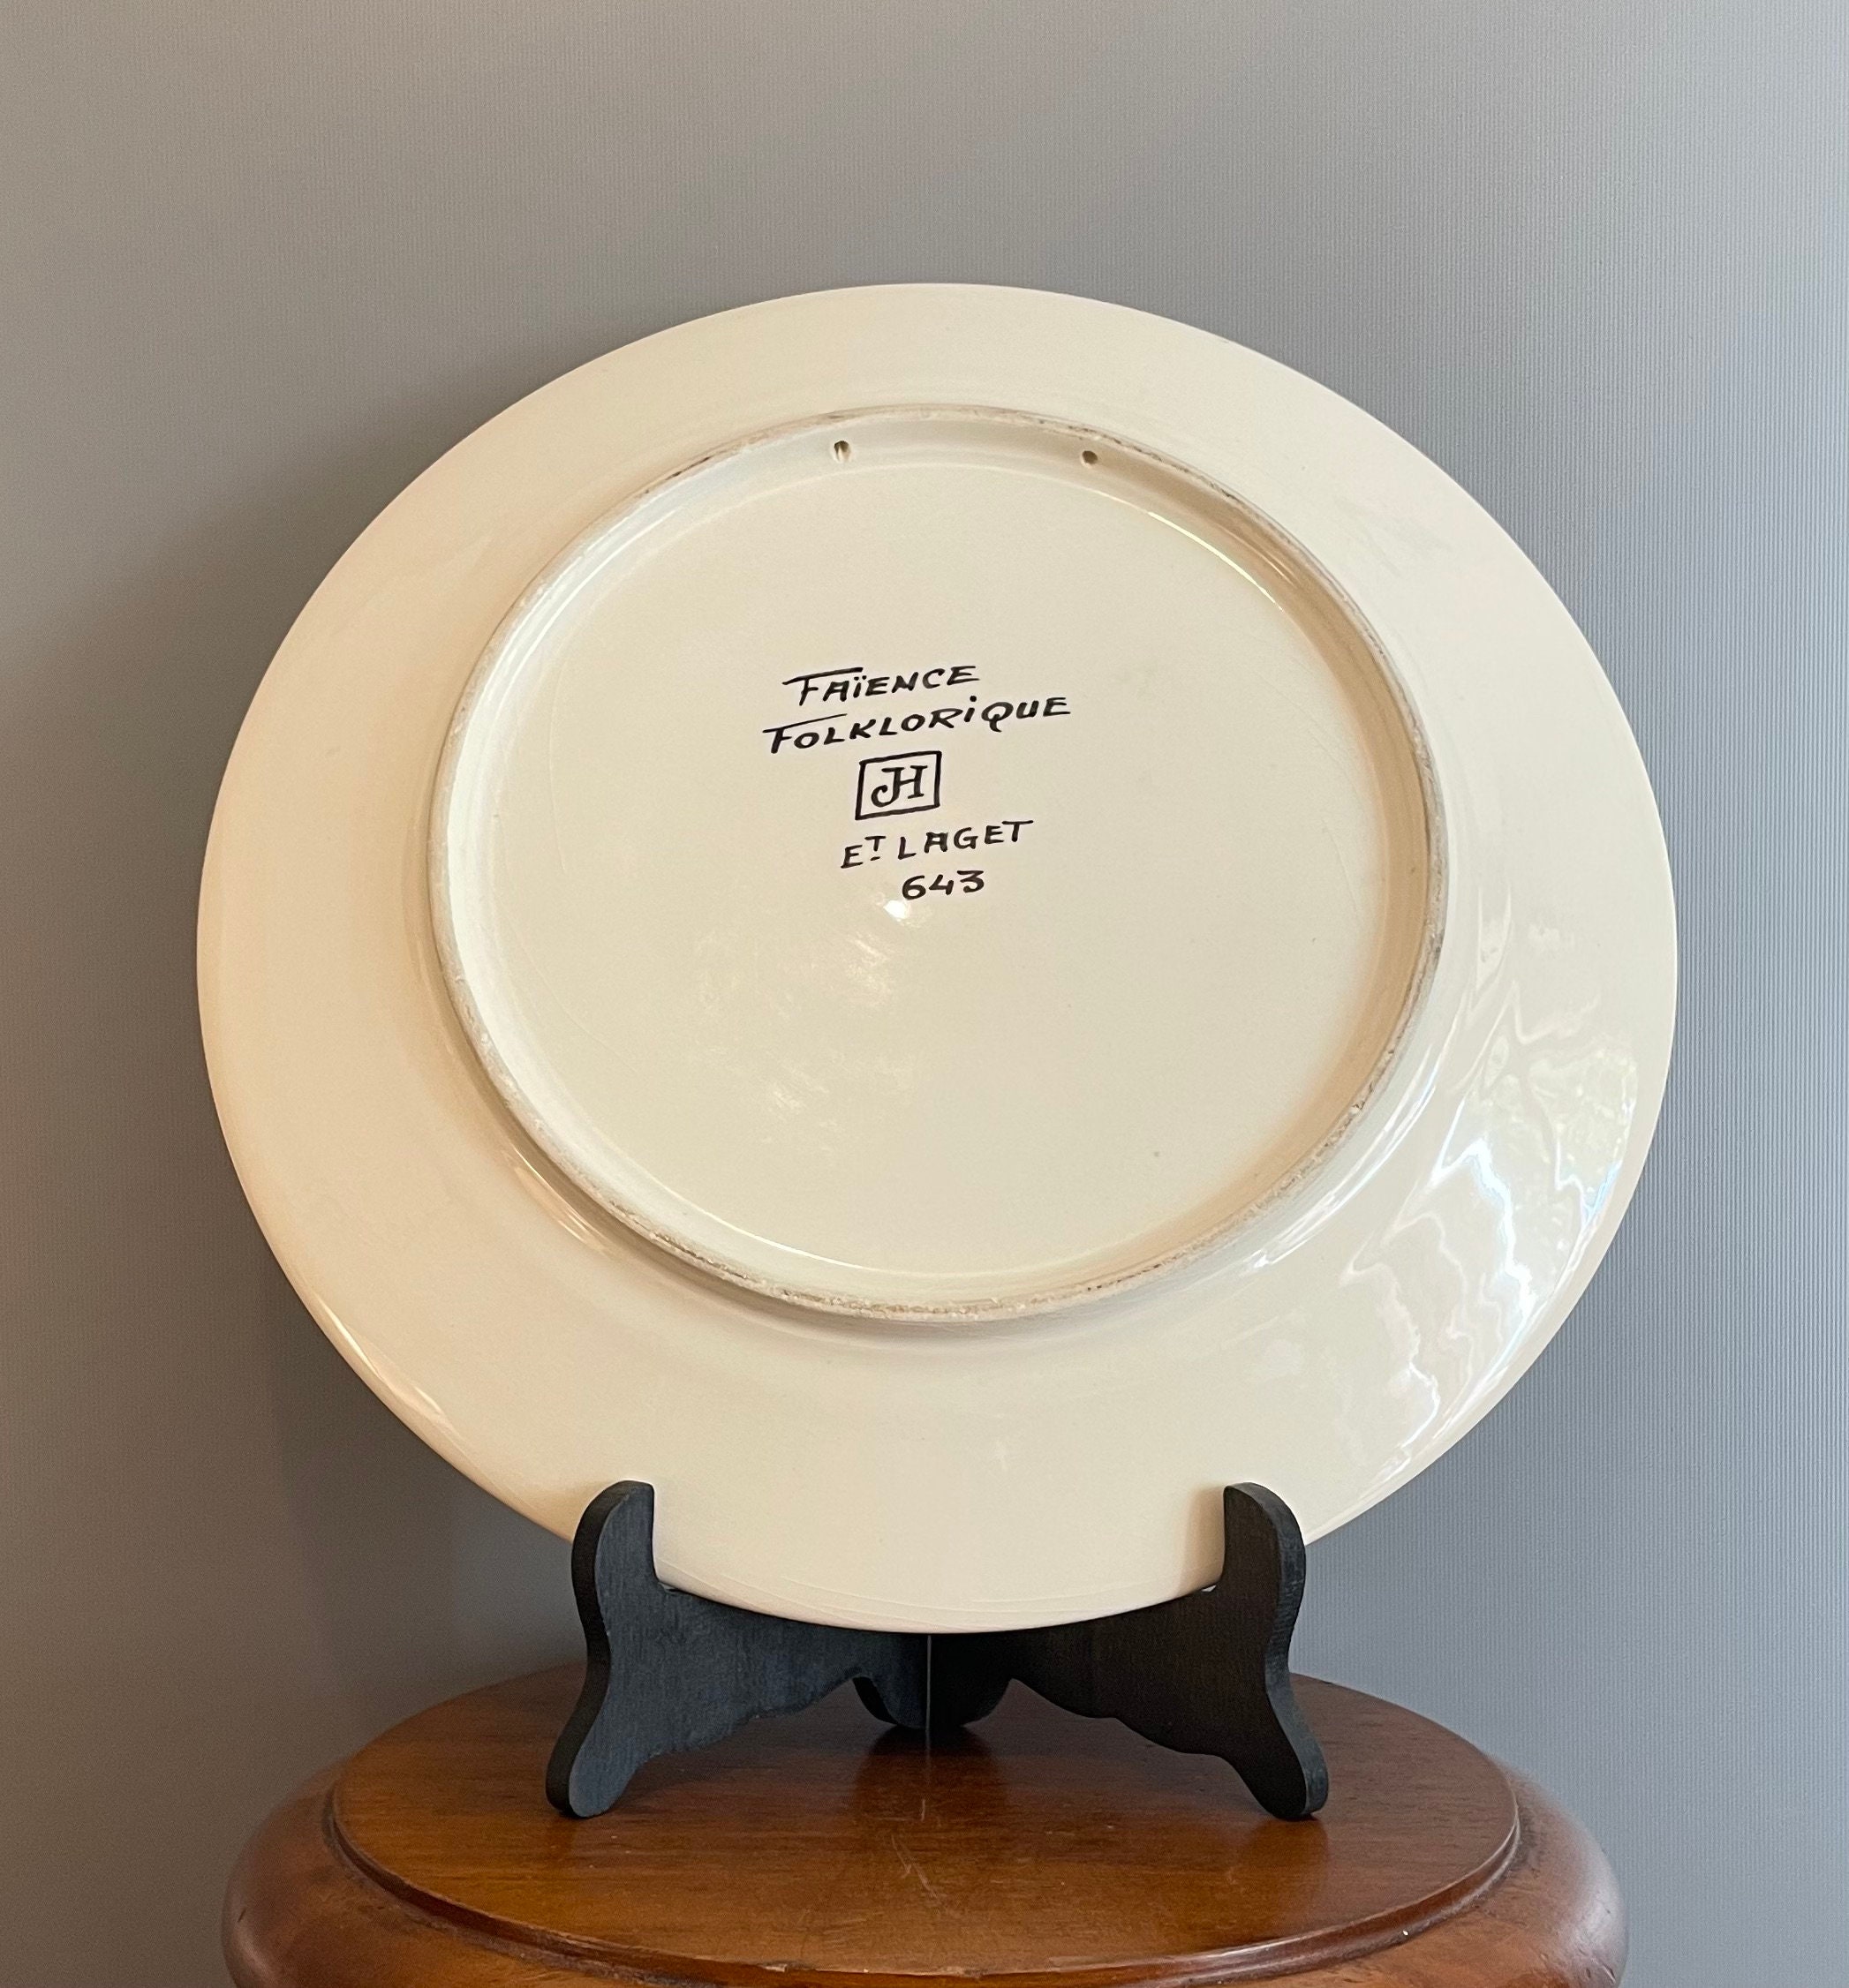 FAÏENCE
FOLKLORiQUE
JH
ET LAGET
643